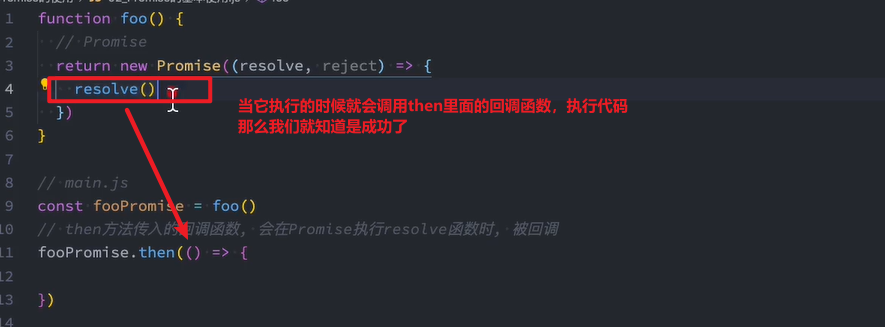 1 function foo() {
2 // Promise
3 return new Promise((resolve, reject) => {
4 resolve()
5 })
6 }
当它执行的时候就会调用then里面的回调函数，执行代码
那么我们就知道是成功了
7
8 // main.js
9 const fooPromise = foo()
10 // then方法传入的回调函数, 会在Promise执行resolve函数时, 被回调
11 fooPromise.then(() => {
12
13 })
14